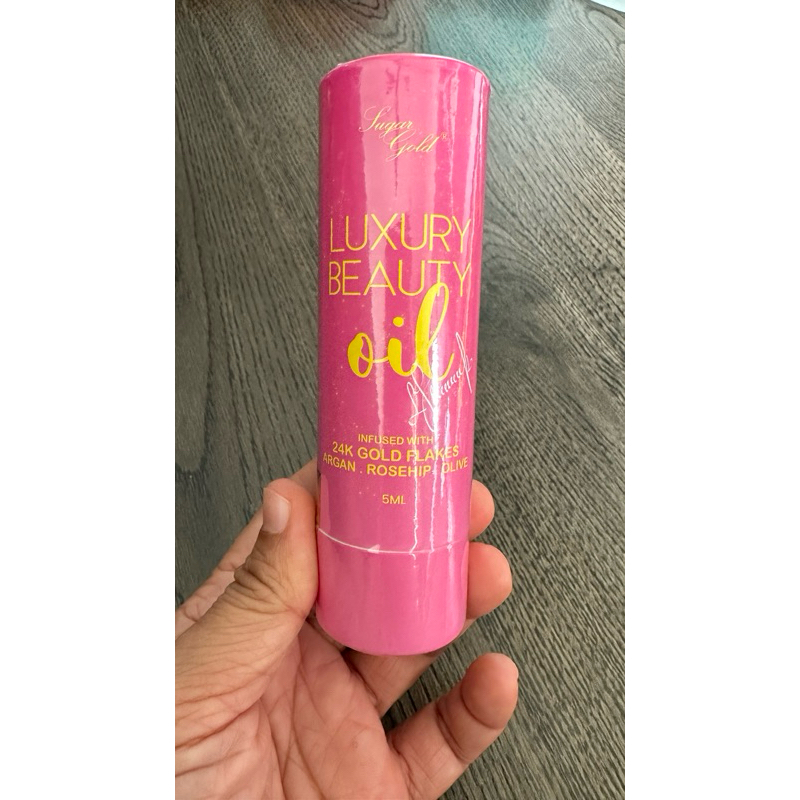 Sugar
Gold
LUXURY
BEAUTY
oil
INFUSED WITH
24K GOLD FLAKES
ARGAN . ROSEHIP . OLIVE
5ML